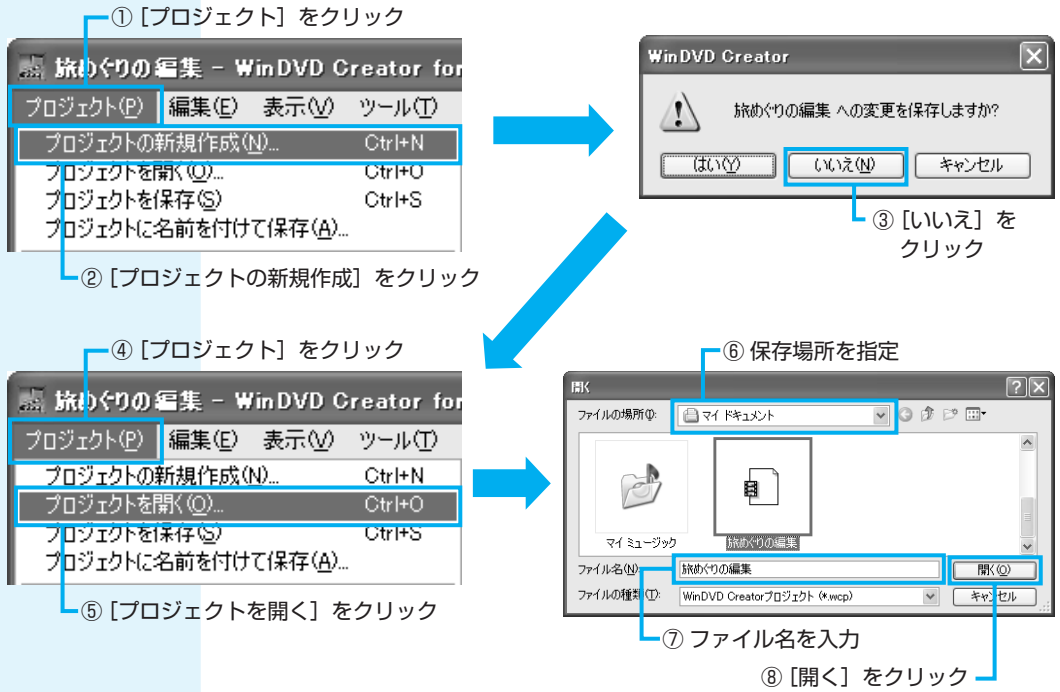 ① [プロジェクト] をクリック
旅めぐりの編集 - WinDVD Creator for
プロジェクト(P) 編集(E) 表示(V) ツール(T)
プロジェクトの新規作成(N)... Ctrl+N
プロジェクトを開く(O)... Ctrl+O
プロジェクトを保存(S) Ctrl+S
プロジェクトに名前を付けて保存(A)...
② [プロジェクトの新規作成] をクリック
WinDVD Creator
旅めぐりの編集 への変更を保存しますか?
はい(Y) いいえ(N) キャンセル
③ [いいえ] を
クリック
④ [プロジェクト] をクリック
旅めぐりの編集 - WinDVD Creator for
プロジェクト(P) 編集(E) 表示(V) ツール(T)
プロジェクトの新規作成(N)... Ctrl+N
プロジェクトを開く(O)... Ctrl+O
プロジェクトを保存(S) Ctrl+S
プロジェクトに名前を付けて保存(A)...
⑤ [プロジェクトを開く] をクリック
⑥ 保存場所を指定
開く
ファイルの場所(I): マイ ドキュメント
マイ ミュージック 旅めぐりの編集
ファイル名(N): 旅めぐりの編集 開く(O)
ファイルの種類(T): WinDVD Creatorプロジェクト (*.wcp) キャンセル
⑦ ファイル名を入力
⑧ [開く] をクリック